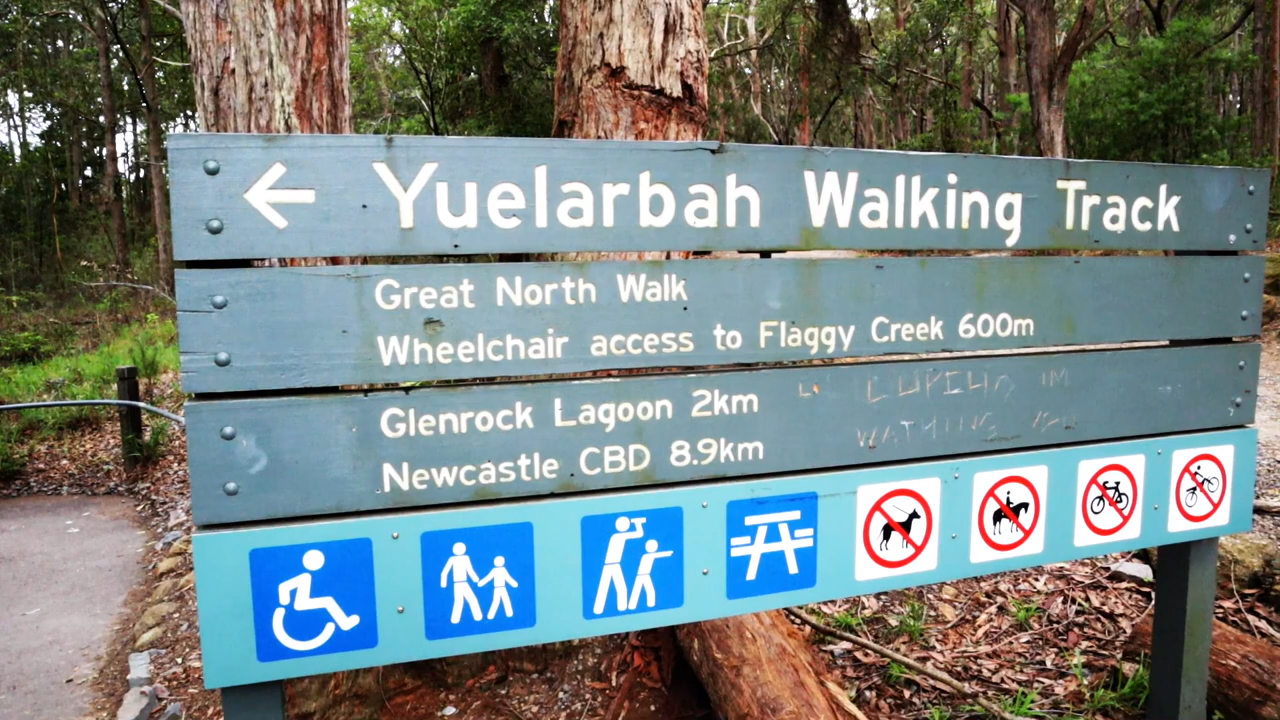 ← Yuelarbah Walking Track
Great North Walk
Wheelchair access to Flaggy Creek 600m
Glenrock Lagoon 2km
Newcastle CBD 8.9km